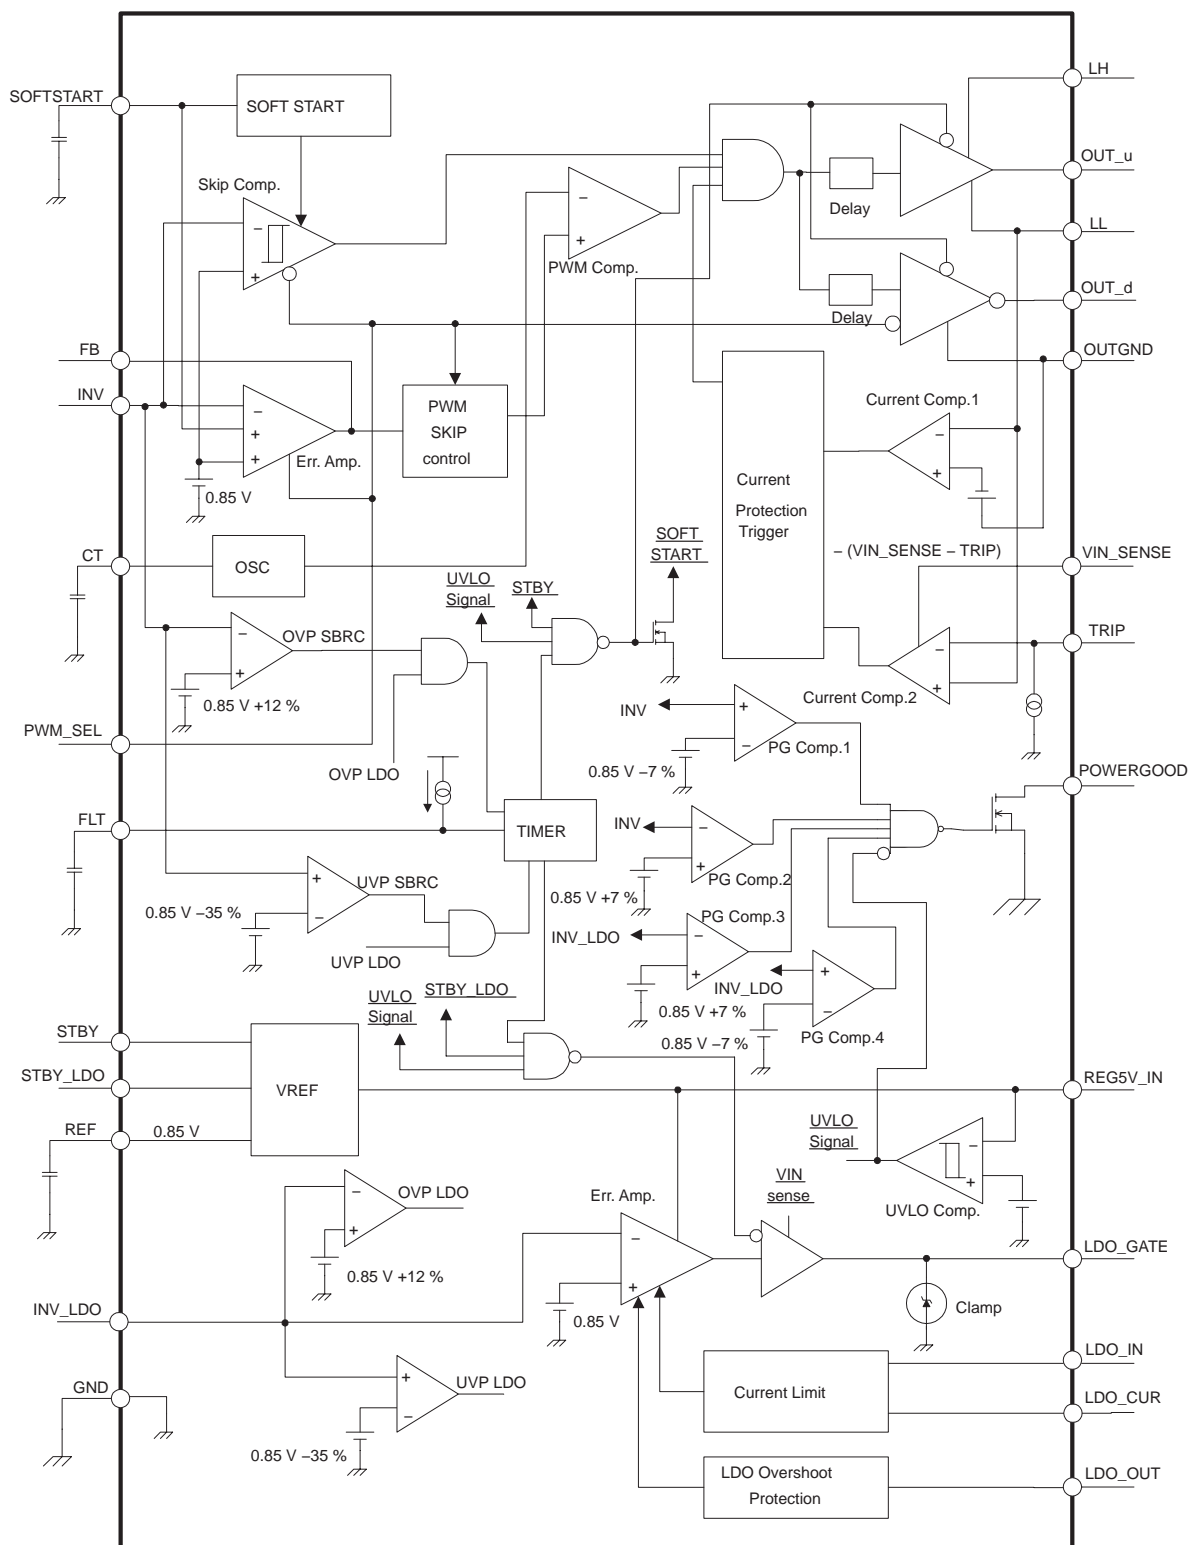 LH
SOFTSTART
SOFT START
OUT_u
Skip Comp.
Delay
LL
PWM Comp.
OUT_d
Delay
FB
OUTGND
INV
PWM
SKIP
control
Current Comp.1
Err. Amp.
0.85 V
Current
Protection
Trigger
SOFT
START
– (VIN_SENSE – TRIP)
VIN_SENSE
CT
OSC
UVLO
Signal
STBY
OVP SBRC
TRIP
0.85 V +12 %
Current Comp.2
INV
PWM_SEL
PG Comp.1
OVP LDO
0.85 V –7 %
POWERGOOD
FLT
TIMER
INV
UVP SBRC
PG Comp.2
0.85 V +7 %
0.85 V –35 %
PG Comp.3
INV_LDO
UVP LDO
INV_LDO
UVLO
Signal
STBY_LDO
0.85 V +7 %
STBY
0.85 V –7 %
PG Comp.4
STBY_LDO
VREF
REG5V_IN
REF
0.85 V
UVLO
Signal
VIN
sense
OVP LDO
Err. Amp.
UVLO Comp.
LDO_GATE
0.85 V +12 %
INV_LDO
0.85 V
Clamp
LDO_IN
GND
UVP LDO
Current Limit
LDO_CUR
0.85 V –35 %
LDO Overshoot
Protection
LDO_OUT